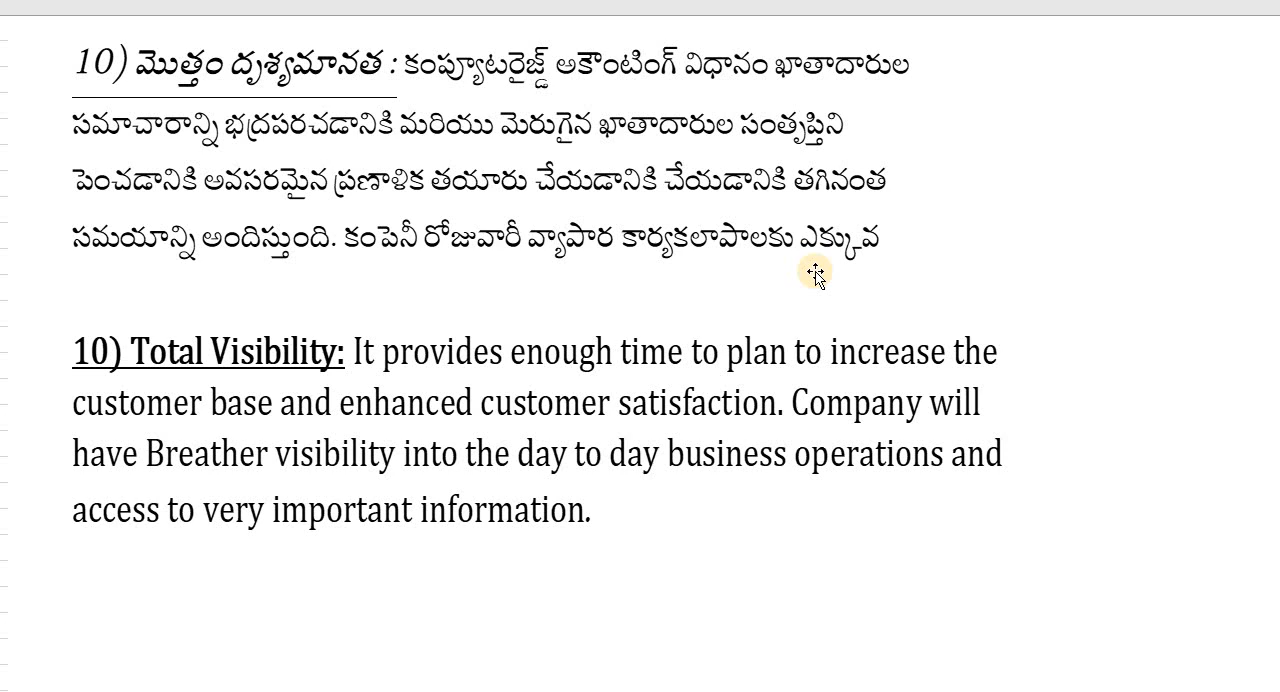 10) మొత్తం దృశ్యమానత : కంప్యూటరైజ్డ్ అకౌంటింగ్ విధానం ఖాతాదారుల
సమాచారాన్ని భద్రపరచడానికి మరియు మెరుగైన ఖాతాదారుల సంతృప్తిని
పెంచడానికి అవసరమైన ప్రణాళిక తయారు చేయడానికి చేయడానికి తగినంత
సమయాన్ని అందిస్తుంది. కంపెనీ రోజువారీ వ్యాపార కార్యకలాపాలకు ఎక్కువ
10) Total Visibility: It provides enough time to plan to increase the
customer base and enhanced customer satisfaction. Company will
have Breather visibility into the day to day business operations and
access to very important information.